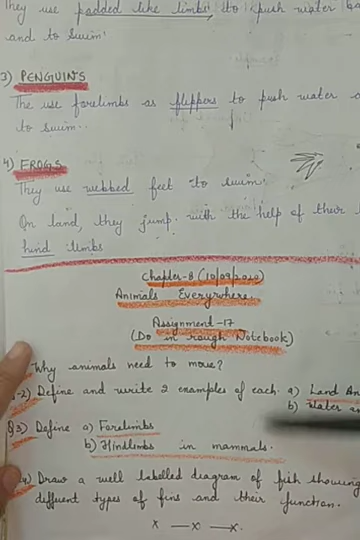 They use padded like limbs to push water
and to swim.
3) PENGUINS
The use forelimbs as flippers to push water
to swim.
4) FROGS
They use webbed feet to swim.
On land, they jump with the help of their
hind limbs
Chapter-8 (10/09/2020)
Animals Everywhere.
Assignment-17
(Do in rough Notebook)
Why animals need to move?
-2) Define and write 2 examples of each a) Land An
b) Water
Q3) Define a) Forelimbs
b) Hindlimbs in mammals.
4) Draw a well labelled diagram of fish showing
different types of fins and their function.
x — x — x.